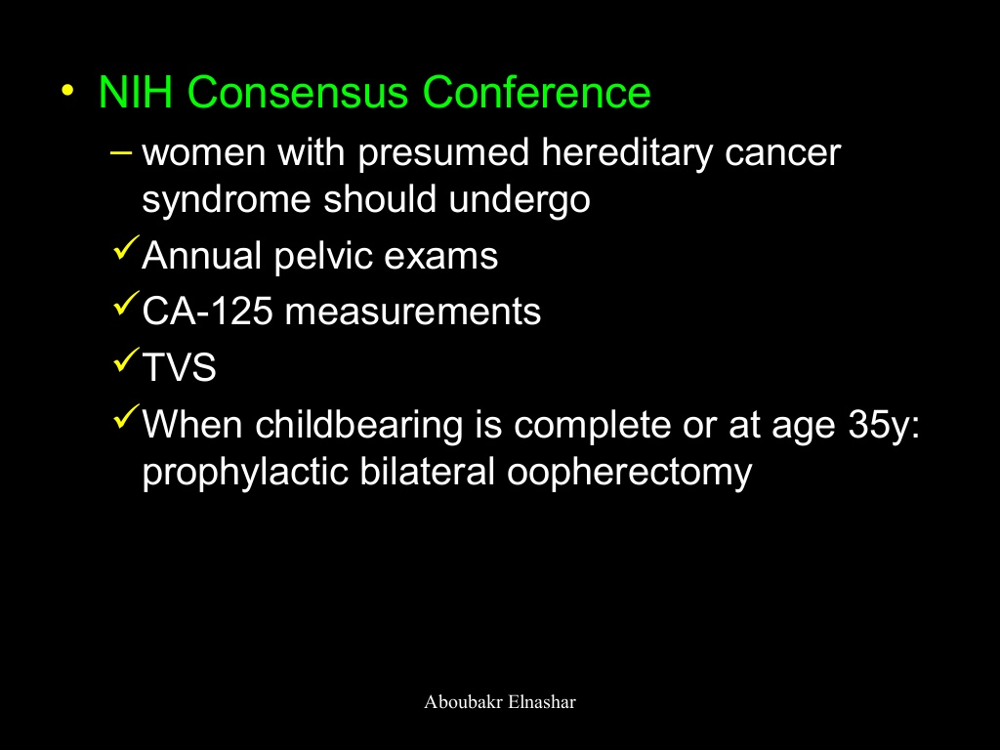 • NIH Consensus Conference
– women with presumed hereditary cancer
syndrome should undergo
✓Annual pelvic exams
✓CA-125 measurements
✓TVS
✓When childbearing is complete or at age 35y:
prophylactic bilateral oopherectomy
Aboubakr Elnashar